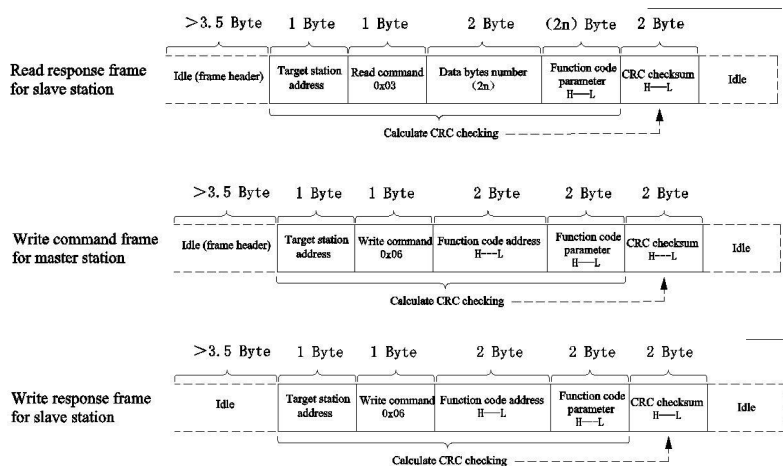 >3.5 Byte 1 Byte 1 Byte 2 Byte (2n) Byte 2 Byte
Read response frame
for slave station
Idle (frame header)
Target station
address
Read command
0x03
Data bytes number
(2n)
Function code
parameter
H—L
CRC checksum
H—L
Idle
Calculate CRC checking
>3.5 Byte 1 Byte 1 Byte 2 Byte 2 Byte 2 Byte
Write command frame
for master station
Idle (frame header)
Target station
address
Write command
0x06
Function code address
H---L
Function code
parameter
H—L
CRC checksum
H---L
Idle
Calculate CRC checking
>3.5 Byte 1 Byte 1 Byte 2 Byte 2 Byte 2 Byte
Write response frame
for slave station
Idle
Target station
address
Write command
0x06
Function code address
H—L
Function code
parameter
H---L
CRC checksum
H—L
Idle
Calculate CRC checking